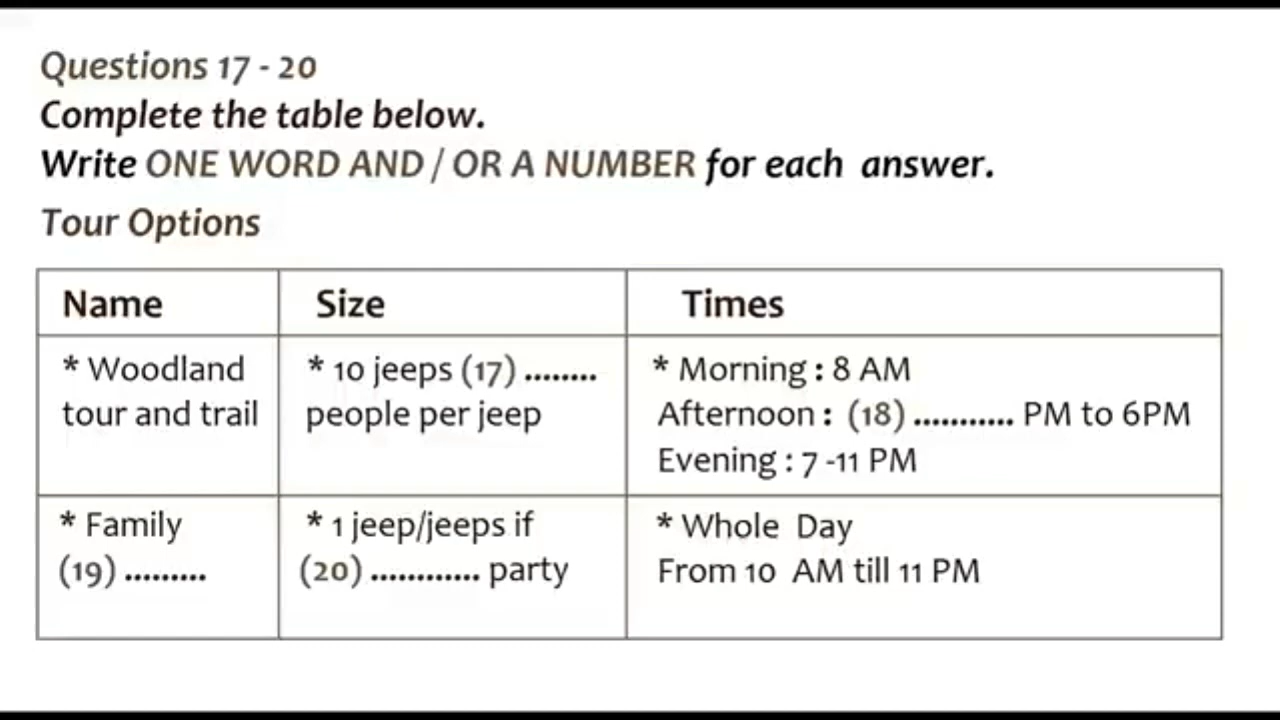 Questions 17 - 20
Complete the table below.
Write ONE WORD AND / OR A NUMBER for each answer.
Tour Options
Name Size Times
* Woodland * 10 jeeps (17) ........ * Morning : 8 AM
tour and trail people per jeep Afternoon : (18) ........... PM to 6PM
Evening : 7 -11 PM
* Family * 1 jeep/jeeps if * Whole Day
(19) ......... (20) ............ party From 10 AM till 11 PM